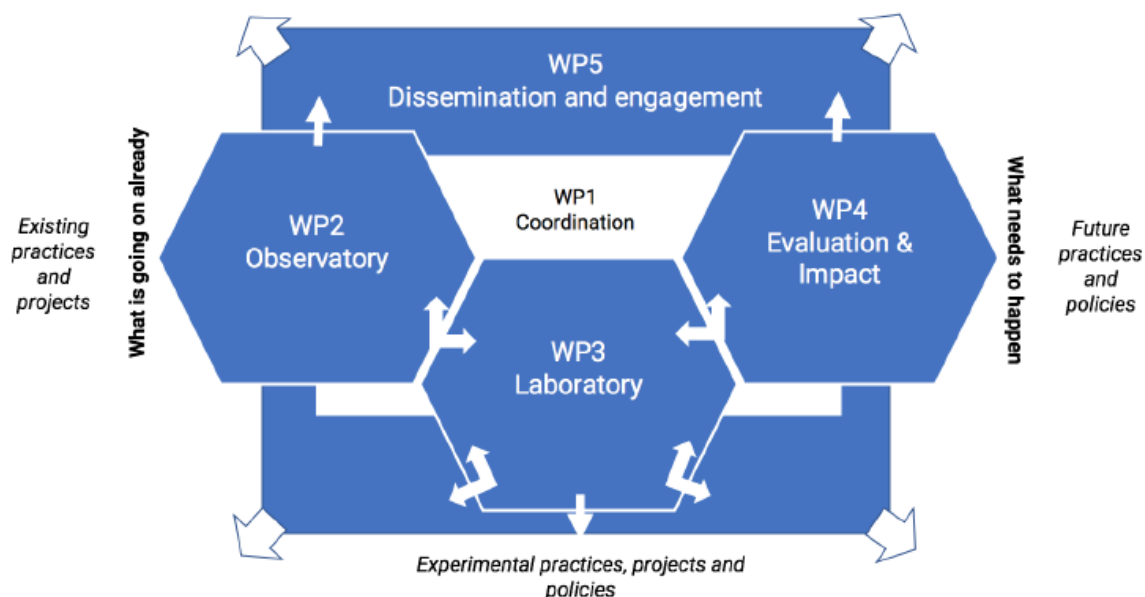 WP5
Dissemination and engagement
What is going on already
Existing
practices
and
projects
WP2
Observatory
WP1
Coordination
WP4
Evaluation &
Impact
What needs to happen
Future
practices
and
policies
WP3
Laboratory
Experimental practices, projects and
policies